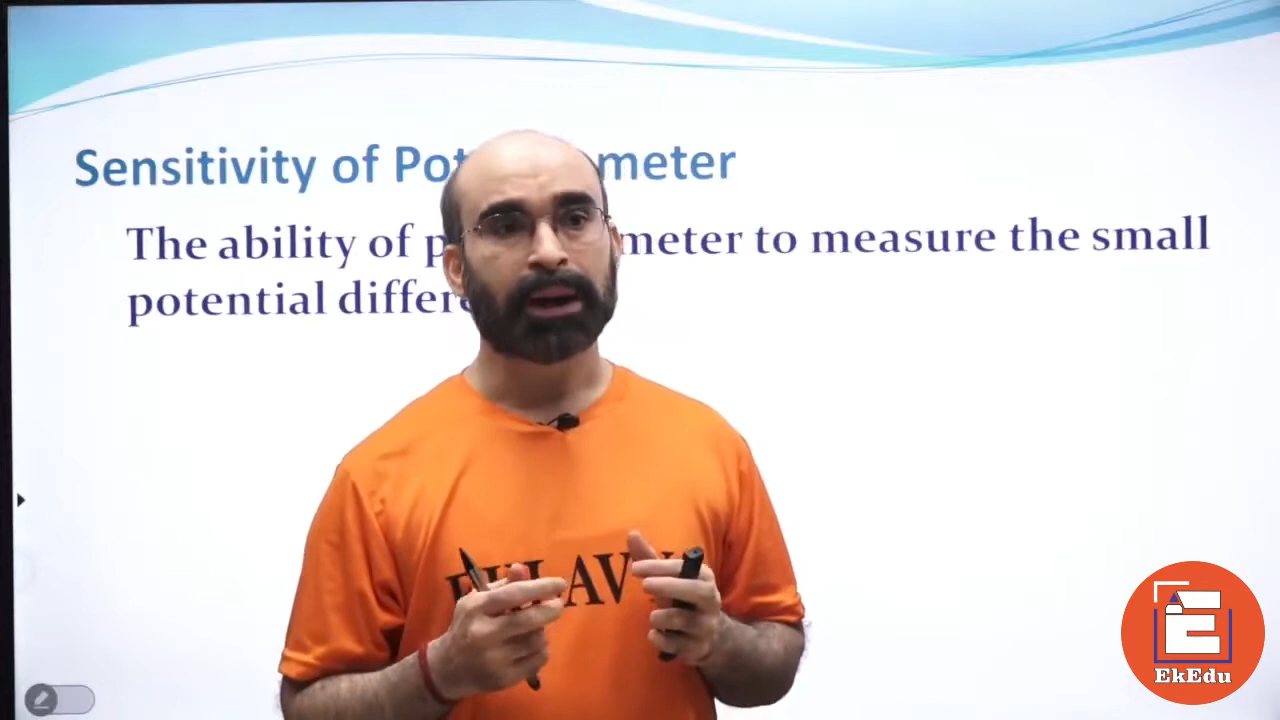 Sensitivity of Pot meter
The ability of p meter to measure the small
potential differe
EkEdu